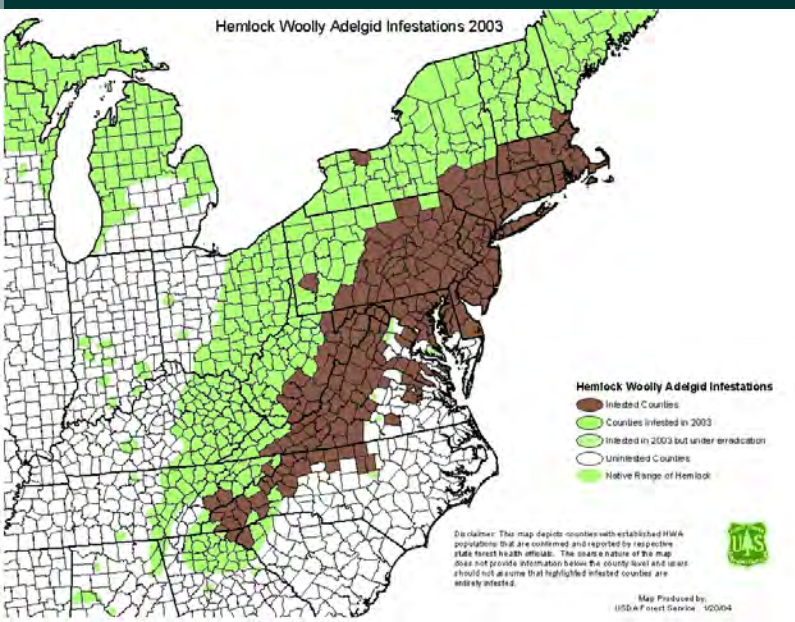 Hemlock Woolly Adelgid Infestations 2003
Hemlock Woolly Adelgid Infestations
Infested Counties
Counties Infested in 2003
Infested in 2003 but under erradication
Uninfested Counties
Native Range of Hemlock
Disclaimer: This map depicts counties with established HWA
populations that are confirmed and reported by respective
state forest health officials. The coarse nature of the map
does not provide information below the county level and users
should not assume that highlighted infested counties are
entirely infested.
Map Produced by:
USDA Forest Service 1/20/04